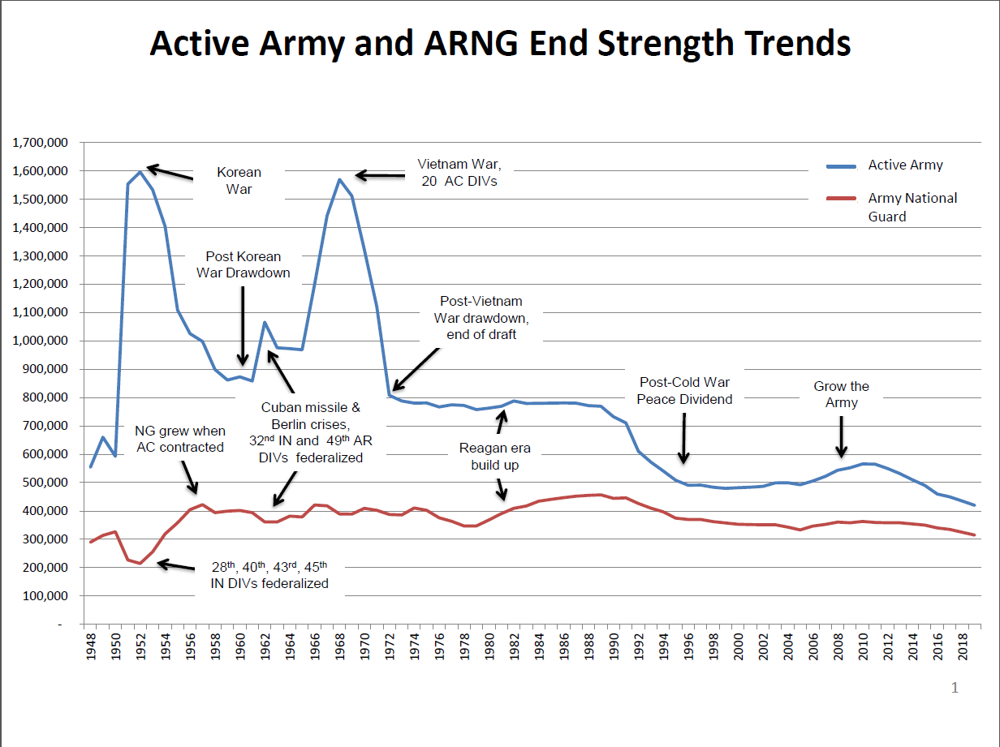 Active Army and ARNG End Strength Trends
1,700,000
1,600,000
1,500,000
1,400,000
1,300,000
1,200,000
1,100,000
1,000,000
900,000
800,000
700,000
600,000
500,000
400,000
300,000
200,000
100,000
-
Korean
War
Vietnam War,
20 AC DIVs
Active Army
Army National
Guard
Post Korean
War Drawdown
Post-Vietnam
War drawdown,
end of draft
Post-Cold War
Peace Dividend
Grow the
Army
NG grew when
AC contracted
Cuban missile &
Berlin crises,
32nd IN and 49th AR
DIVs federalized
Reagan era
build up
28th, 40th, 43rd, 45th
IN DIVs federalized
1948
1950
1952
1954
1956
1958
1960
1962
1964
1966
1968
1970
1972
1974
1976
1978
1980
1982
1984
1986
1988
1990
1992
1994
1996
1998
2000
2002
2004
2006
2008
2010
2012
2014
2016
2018
1